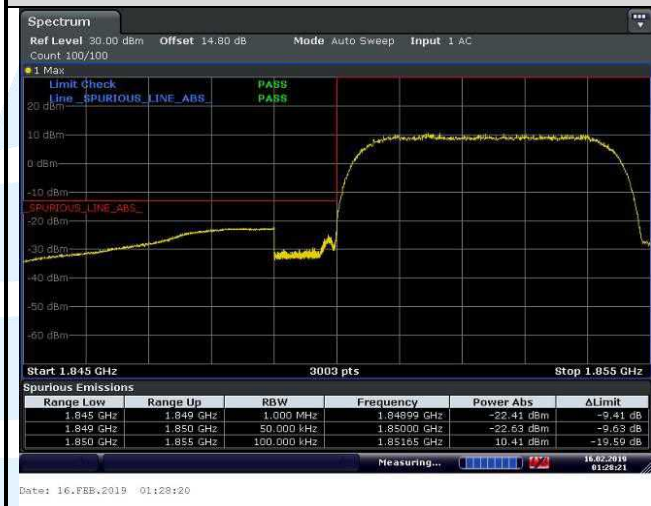 Spectrum
Ref Level 30.00 dBm Offset 14.80 dB Mode Auto Sweep Input 1 AC
Count 100/100
1 Max
Limit Check PASS
Line _SPURIOUS_LINE_ABS_ PASS
20 dBm
10 dBm
0 dBm
-10 dBm
_SPURIOUS_LINE_ABS_
-20 dBm
-30 dBm
-40 dBm
-50 dBm
-60 dBm
Start 1.845 GHz 3003 pts Stop 1.855 GHz
Spurious Emissions
Range Low Range Up RBW Frequency Power Abs ΔLimit
1.845 GHz 1.849 GHz 1.000 MHz 1.84899 GHz -22.41 dBm -9.41 dB
1.849 GHz 1.850 GHz 50.000 kHz 1.85000 GHz -22.63 dBm -9.63 dB
1.850 GHz 1.855 GHz 100.000 kHz 1.85165 GHz 10.41 dBm -19.59 dB
Measuring... 16.02.2019
01:28:21
Date: 16.FEB.2019 01:28:20